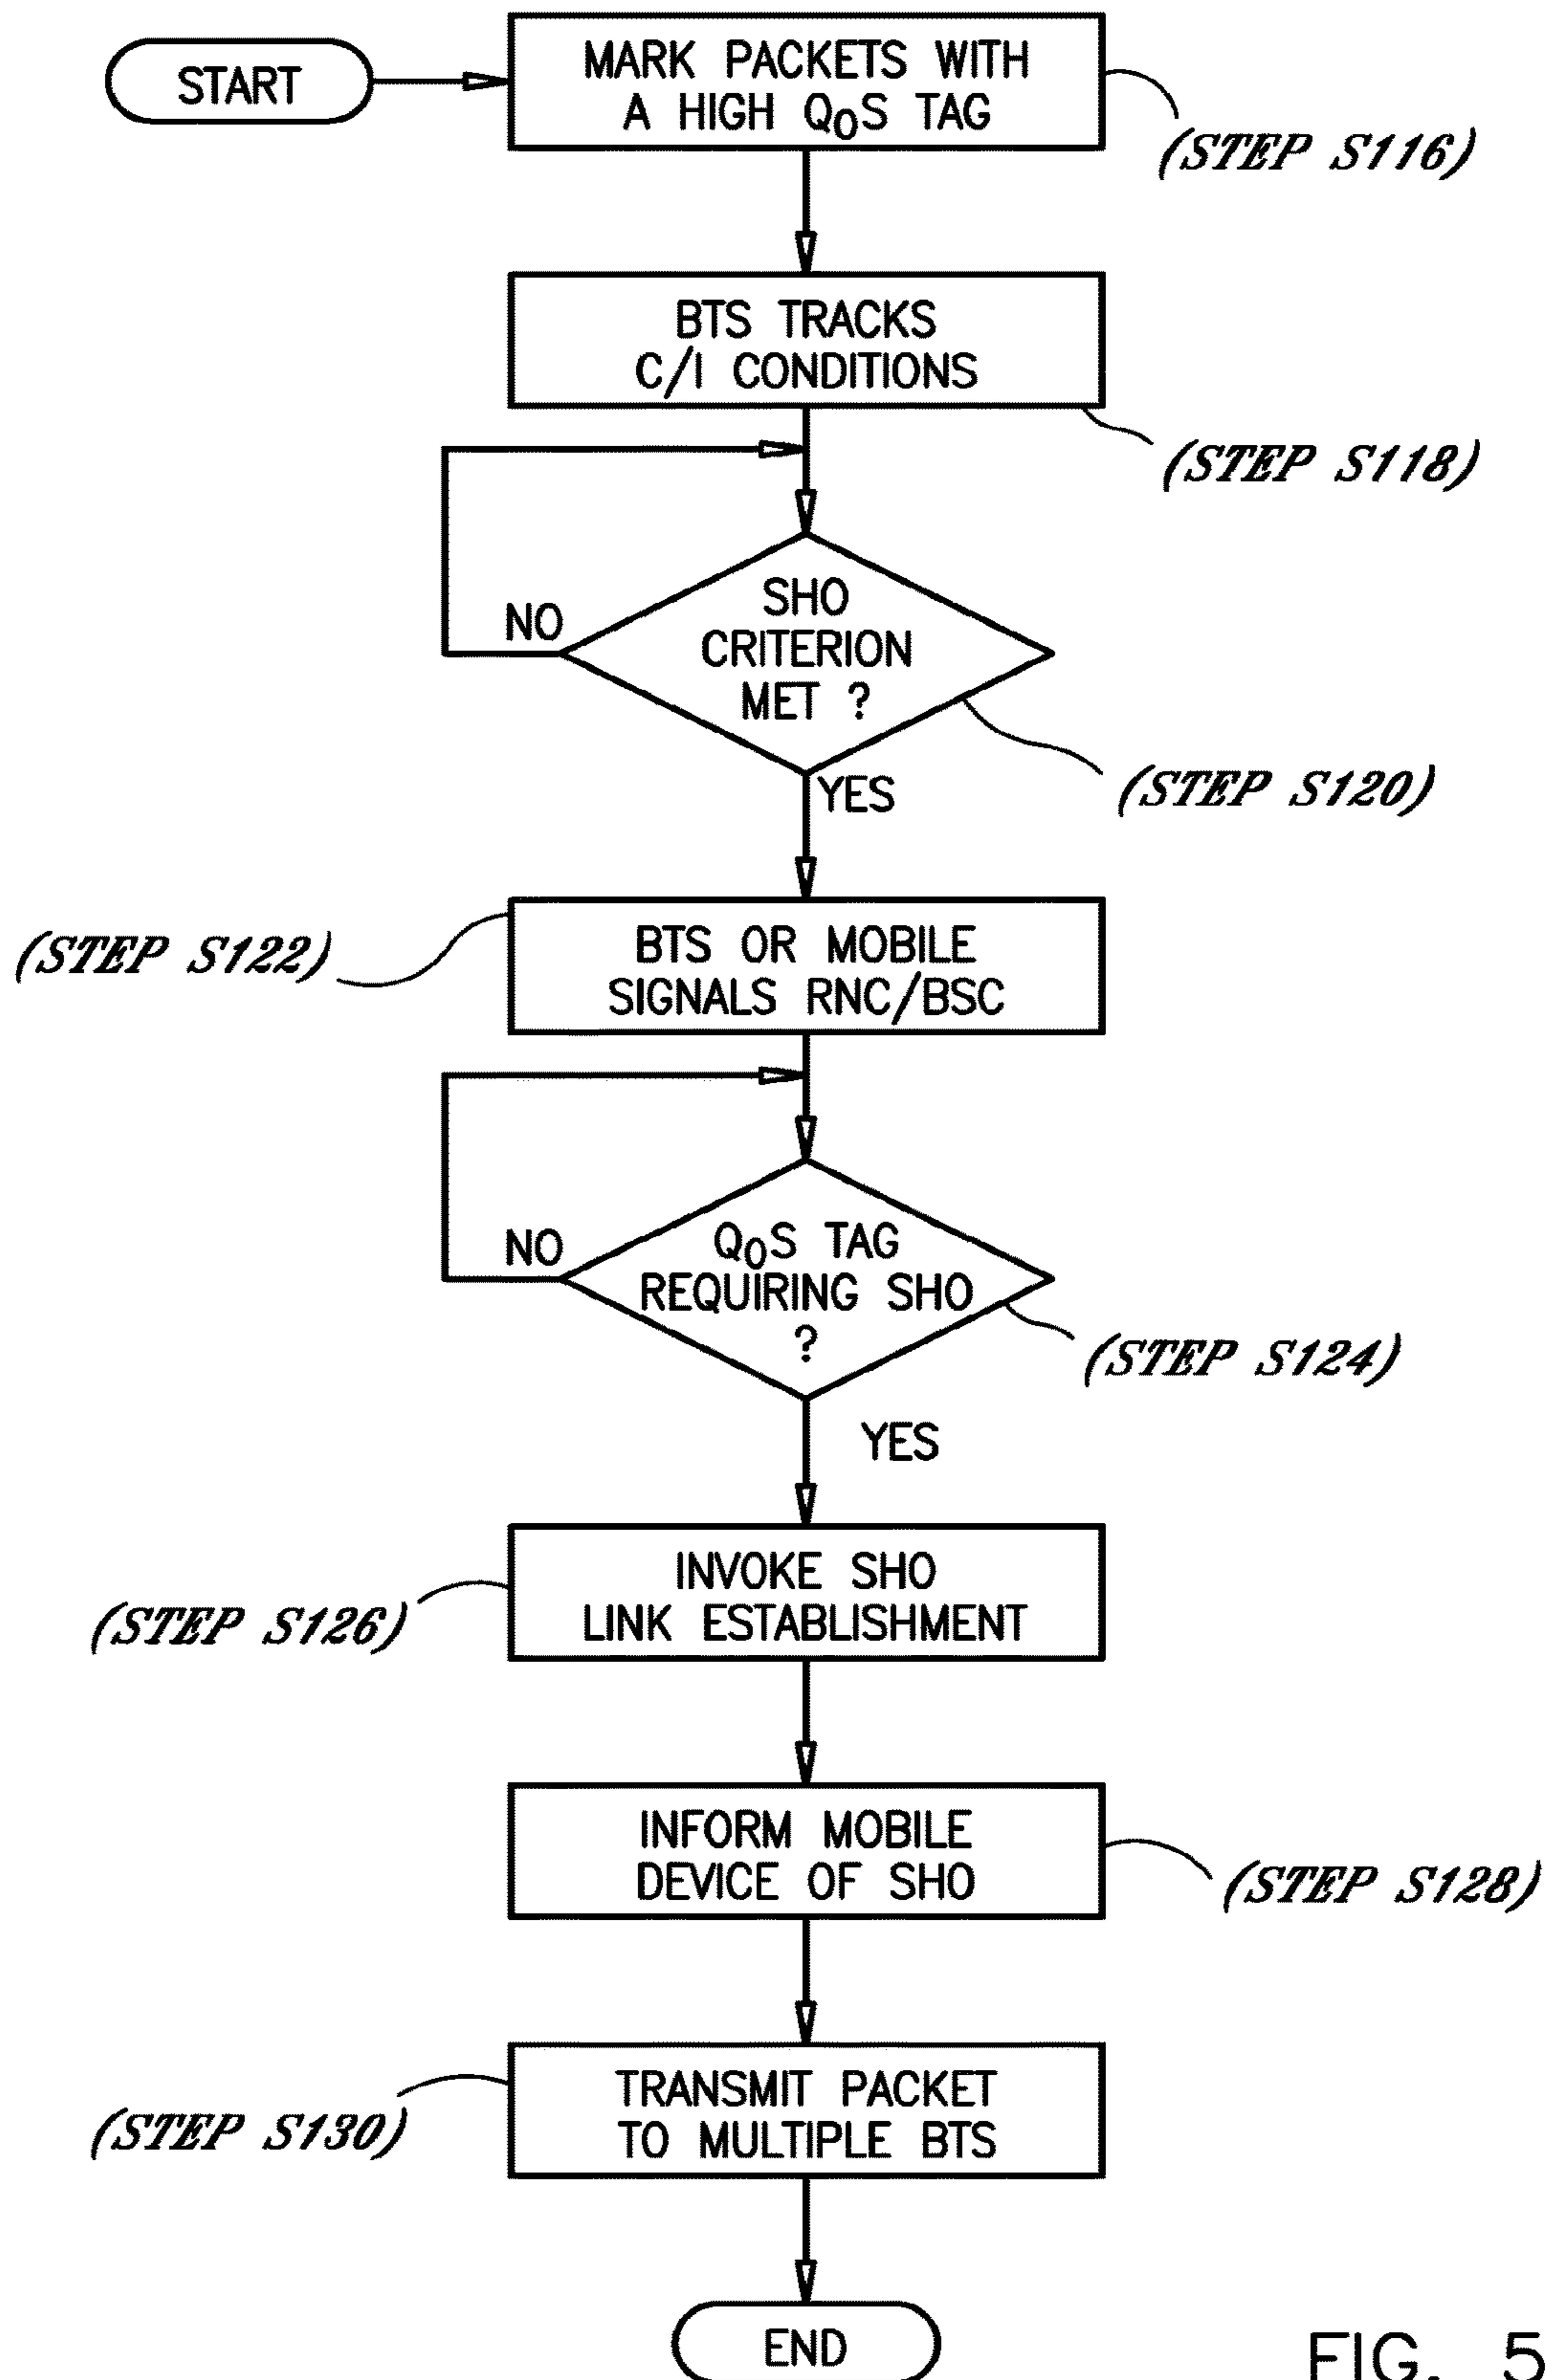 START
MARK PACKETS WITH
A HIGH QoS TAG
(STEP S116)
BTS TRACKS
C/I CONDITIONS
(STEP S118)
SHO
CRITERION
MET ?
NO
(STEP S120)
YES
BTS OR MOBILE
SIGNALS RNC/BSC
(STEP S122)
QoS TAG
REQUIRING SHO
?
NO
(STEP S124)
YES
INVOKE SHO
LINK ESTABLISHMENT
(STEP S126)
INFORM MOBILE
DEVICE OF SHO
(STEP S128)
TRANSMIT PACKET
TO MULTIPLE BTS
(STEP S130)
END
FIG. 5